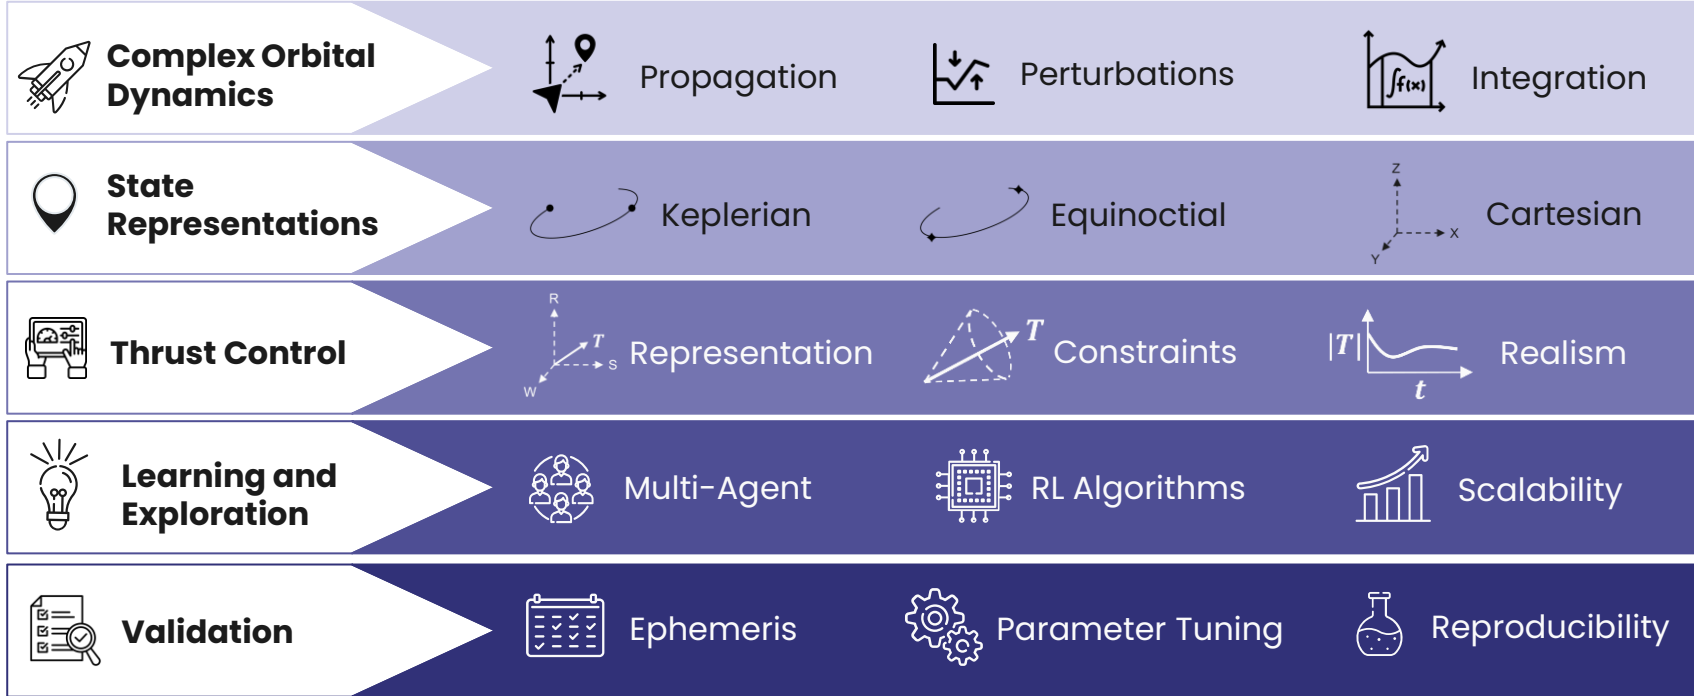 Complex Orbital
Dynamics
Propagation
Perturbations
∫f(x)
Integration
State
Representations
Keplerian
Equinoctial
Z
X
Y
Cartesian
Thrust Control
R
T
S
W
Representation
T
Constraints
|T|
t
Realism
Learning and
Exploration
Multi-Agent
RL Algorithms
Scalability
Validation
Ephemeris
Parameter Tuning
Reproducibility